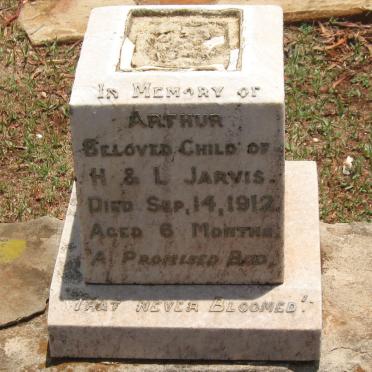 In Memory of
Arthur
Beloved Child of
H & L Jarvis.
Died Sep, 14, 1912.
Aged 6 Months.
"A Promised Bud,
That never Bloomed".